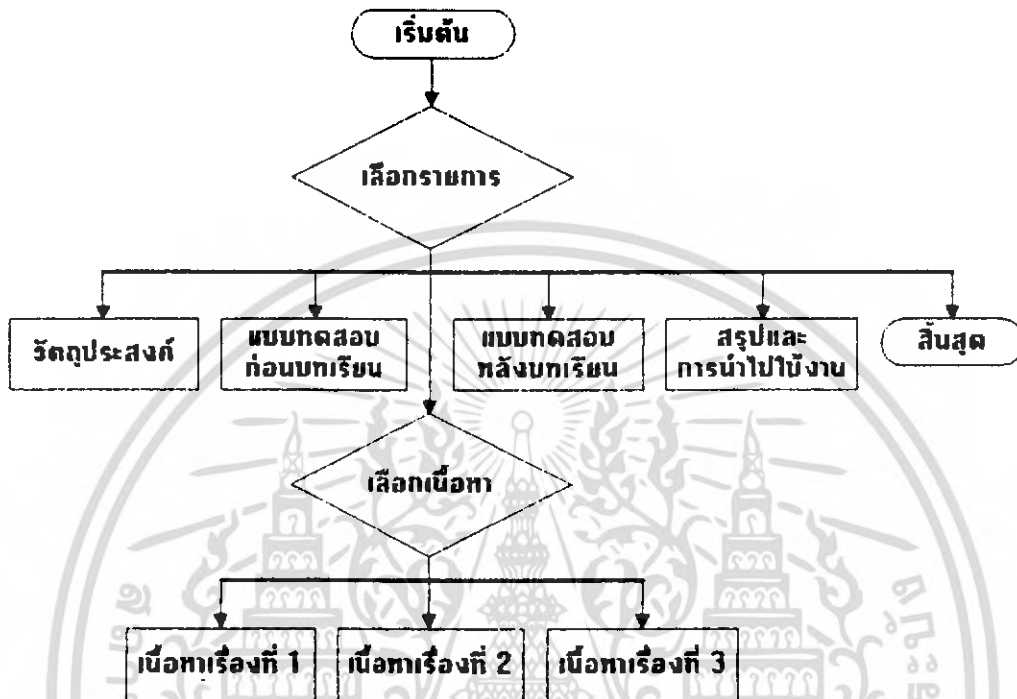 เริ่มต้น
เลือกรายการ
วัตถุประสงค์
แบบทดสอบ
ก่อนบทเรียน
แบบทดสอบ
หลังบทเรียน
สรุปและ
การนำไปใช้งาน
สิ้นสุด
เลือกเนื้อหา
เนื้อหาเรื่องที่ 1
เนื้อหาเรื่องที่ 2
เนื้อหาเรื่องที่ 3